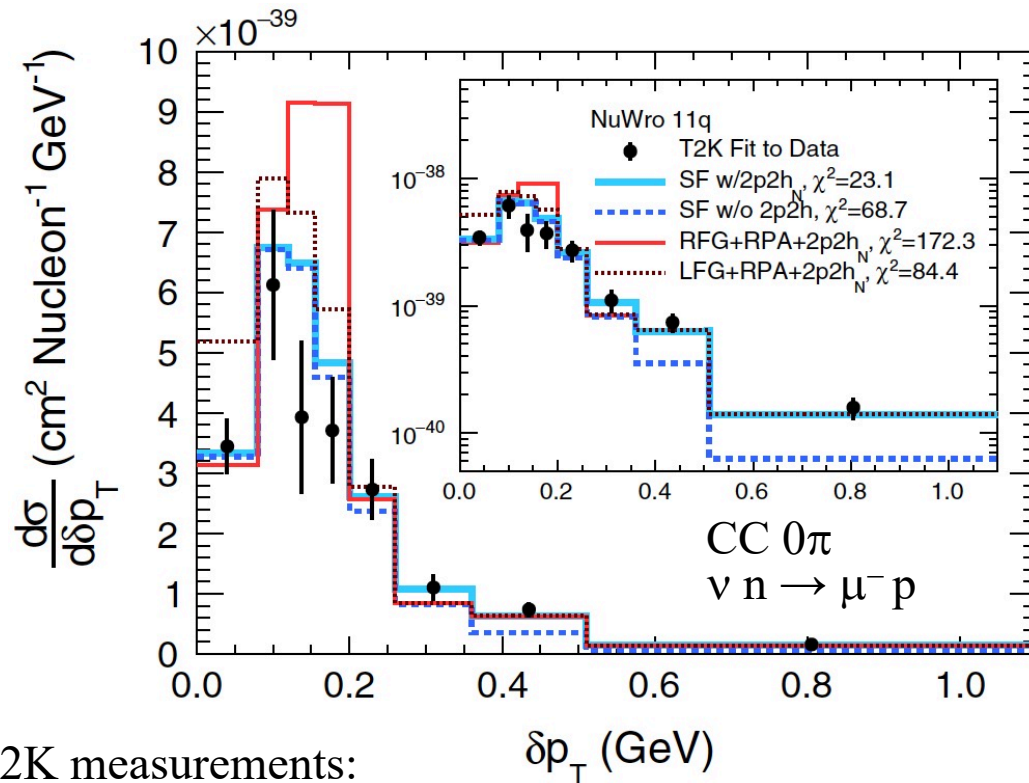 ×10⁻³⁹
10
9
8
7
6
5
4
3
2
1
0
dσ/dδp_T (cm² Nucleon⁻¹ GeV⁻¹)
NuWro 11q
T2K Fit to Data
SF w/2p2h_N, χ²=23.1
SF w/o 2p2h, χ²=68.7
RFG+RPA+2p2h_N, χ²=172.3
LFG+RPA+2p2h_N, χ²=84.4
10⁻³⁸
10⁻³⁹
10⁻⁴⁰
0.0 0.2 0.4 0.6 0.8 1.0
CC 0π
ν n → μ⁻ p
0.0 0.2 0.4 0.6 0.8 1.0
δp_T (GeV)
2K measurements: